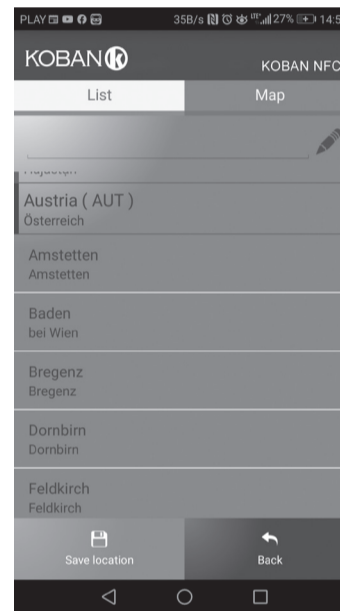 PLAY 35B/s LTE 27% 14:5
KOBAN K
KOBAN NFC
List Map
Austria ( AUT )
Österreich
Amstetten
Amstetten
Baden
bei Wien
Bregenz
Bregenz
Dornbirn
Dornbirn
Feldkirch
Feldkirch
Save location Back